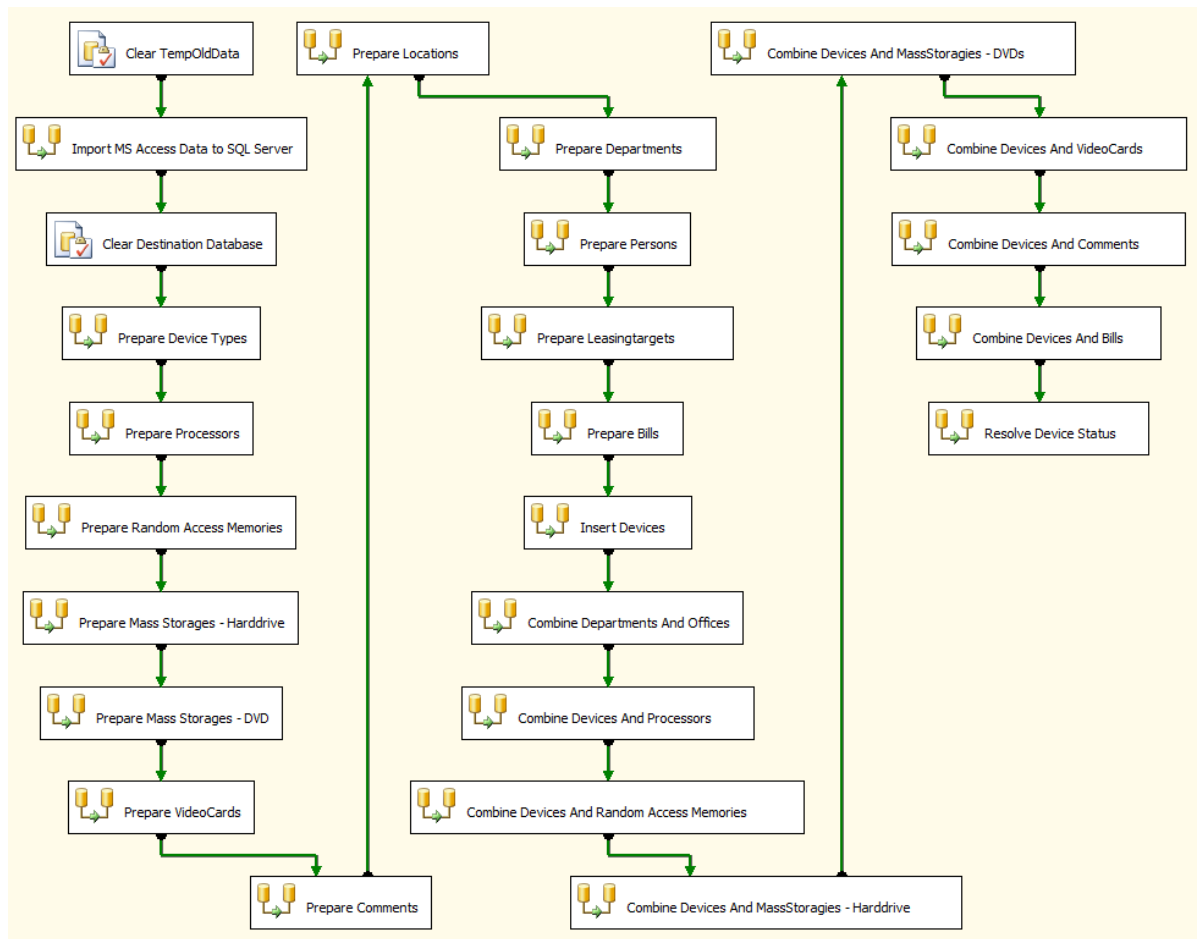 Clear TempOldData
Import MS Access Data to SQL Server
Clear Destination Database
Prepare Device Types
Prepare Processors
Prepare Random Access Memories
Prepare Mass Storages - Harddrive
Prepare Mass Storages - DVD
Prepare VideoCards
Prepare Comments
Prepare Locations
Prepare Departments
Prepare Persons
Prepare Leasingtargets
Prepare Bills
Insert Devices
Combine Departments And Offices
Combine Devices And Processors
Combine Devices And Random Access Memories
Combine Devices And MassStoragies - Harddrive
Combine Devices And MassStoragies - DVDs
Combine Devices And VideoCards
Combine Devices And Comments
Combine Devices And Bills
Resolve Device Status